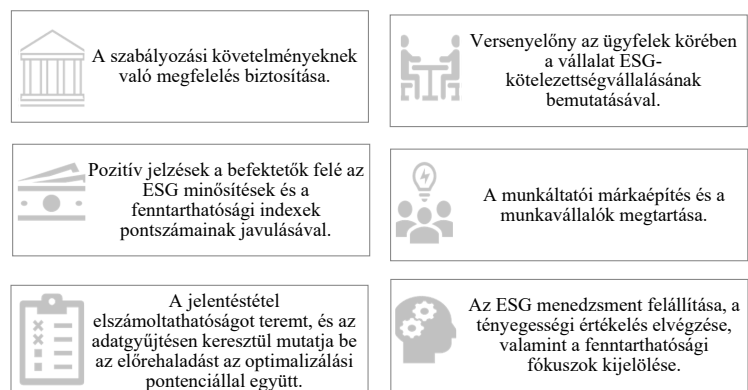 A szabályozási követelményeknek
való megfelelés biztosítása.
Versenyelőny az ügyfelek körében
a vállalat ESG-
kötelezettségvállalásának
bemutatásával.
Pozitív jelzések a befektetők felé az
ESG minősítések és a
fenntarthatósági indexek
pontszámainak javulásával.
A munkáltatói márkaépítés és a
munkavállalók megtartása.
A jelentéstétel
elszámoltathatóságot teremt, és az
adatgyűjtésen keresztül mutatja be
az előrehaladást az optimalizálási
potenciállal együtt.
Az ESG menedzsment felállítása, a
tényegességi értékelés elvégzése,
valamint a fenntarthatósági
fókuszok kijelölése.